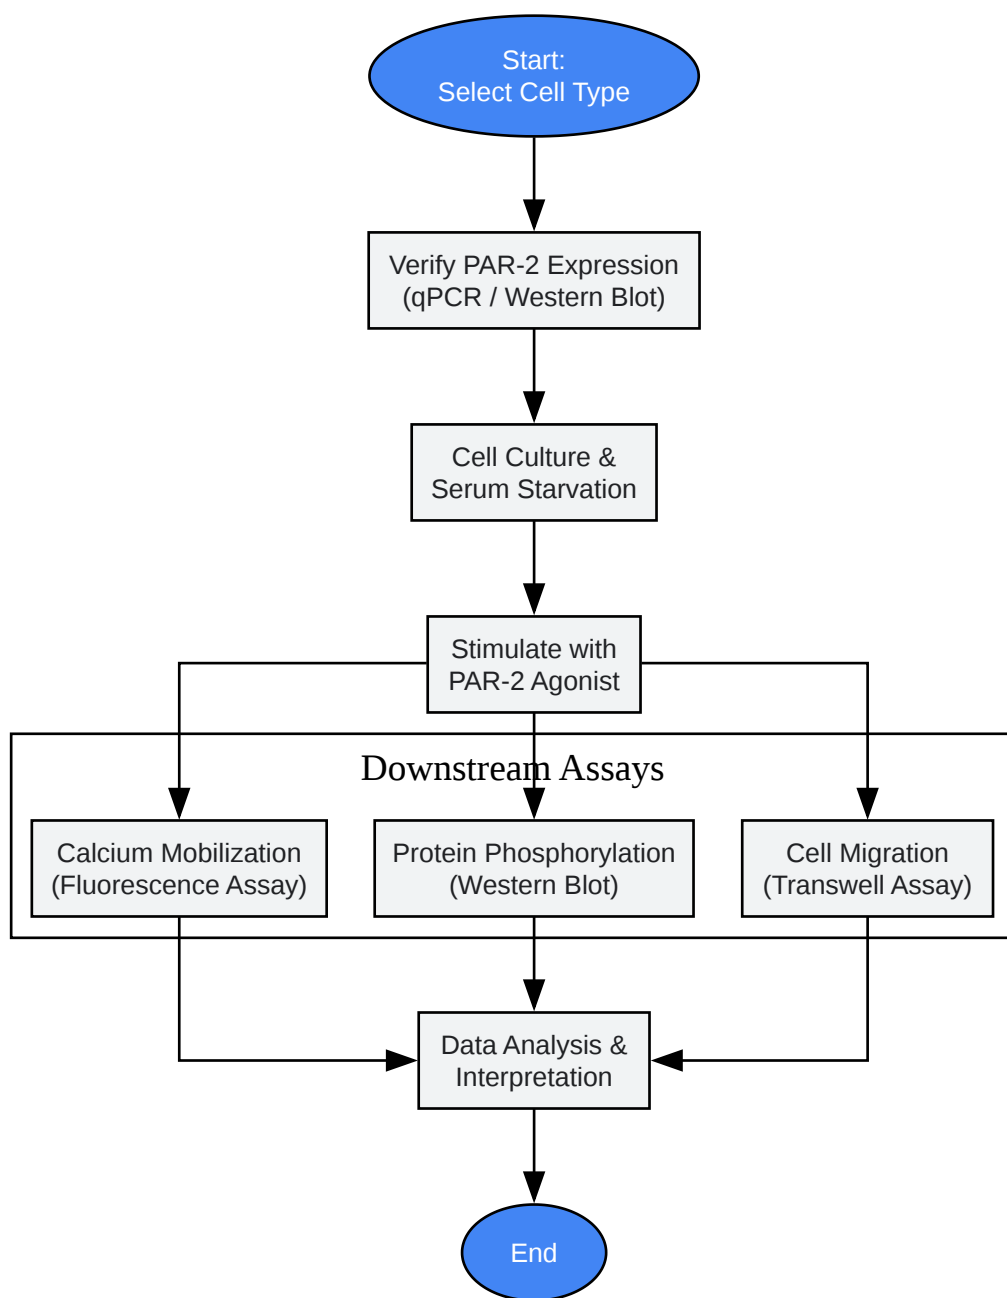 Start:
Select Cell Type
Verify PAR-2 Expression
(qPCR / Western Blot)
Cell Culture &
Serum Starvation
Stimulate with
PAR-2 Agonist
Downstream Assays
Calcium Mobilization
(Fluorescence Assay)
Protein Phosphorylation
(Western Blot)
Cell Migration
(Transwell Assay)
Data Analysis &
Interpretation
End